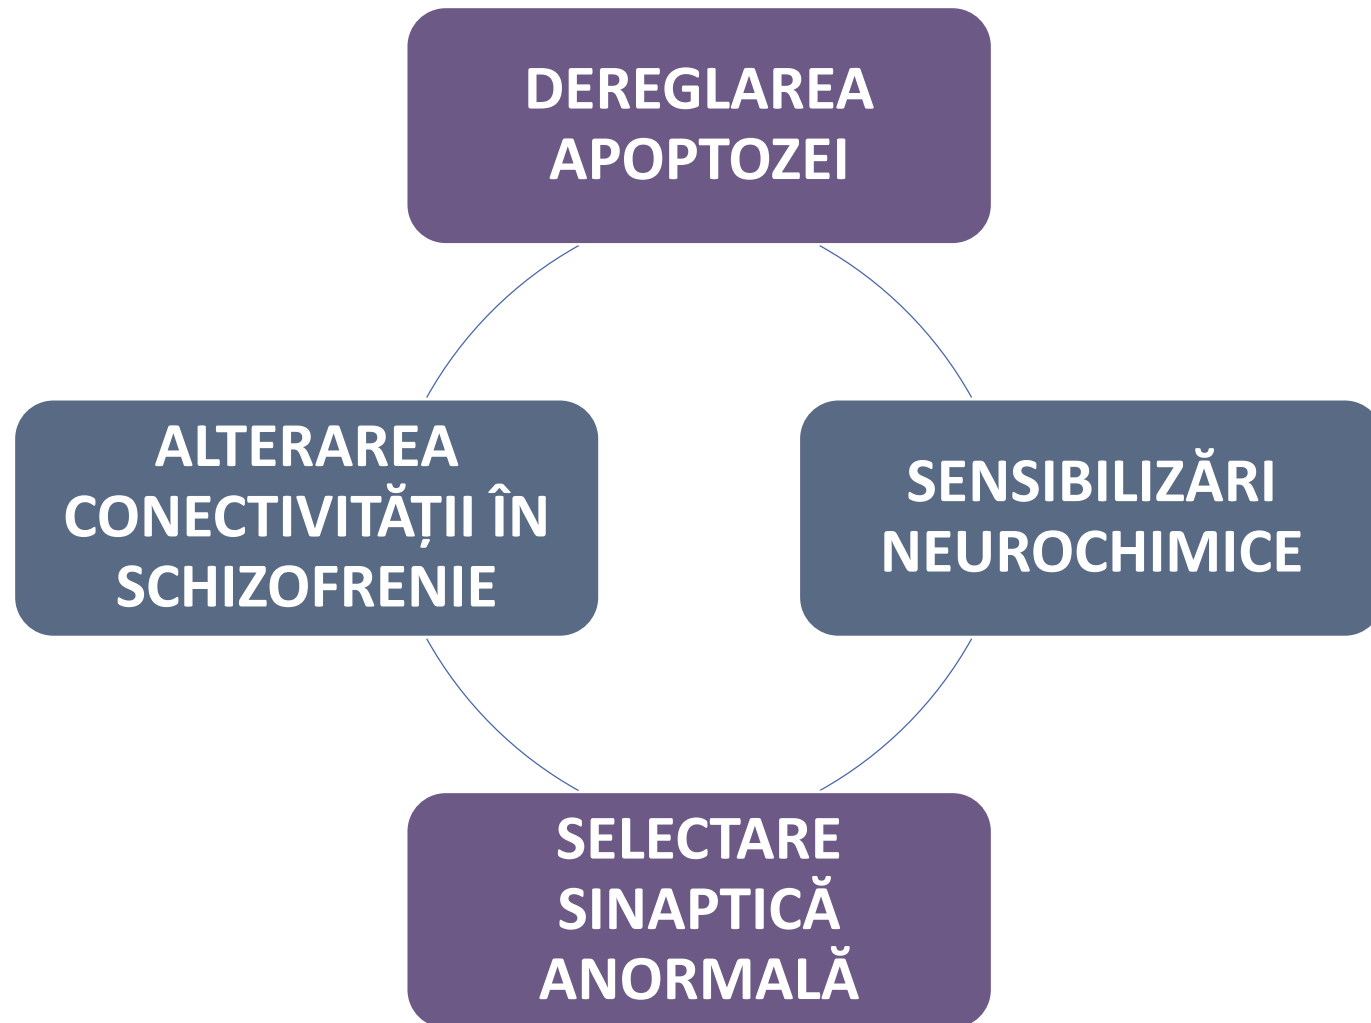 DEREGLAREA
APOPTOZEI
ALTERAREA
CONECTIVITĂȚII ÎN
SCHIZOFRENIE
SENSIBILIZĂRI
NEUROCHIMICE
SELECTARE
SINAPTICĂ
ANORMALĂ